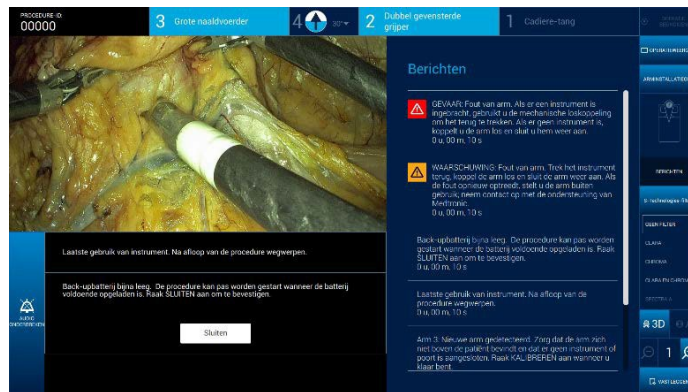 PROCEDURE-ID:
00000
3 Grote naaldvoerder
4 30°
2 Dubbel gevensterde
grijper
1 Cadiere-tang
Berichten
GEVAAR: Fout van arm. Als er een instrument is
ingebracht, gebruikt u de mechanische loskoppeling
om het terug te trekken. Als er geen instrument is,
koppelt u de arm los en sluit u hem weer aan.
0 u, 00 m, 10 s
WAARSCHUWING: Fout van arm. Trek het instrument
terug, koppel de arm los en sluit de arm weer aan. Als
de fout opnieuw optreedt, stelt u de arm buiten
gebruik; neem contact op met de ondersteuning van
Medtronic.
0 u, 00 m, 10 s
Back-upbatterij bijna leeg. De procedure kan pas worden
gestart wanneer de batterij voldoende opgeladen is. Raak
SLUITEN aan om te bevestigen.
0 u, 00 m, 10 s
Laatste gebruik van instrument. Na afloop van de
procedure wegwerpen.
0 u, 00 m, 10 s
Arm 3. Nieuwe arm gedetecteerd. Zorg dat de arm zich
niet boven de patiënt bevindt en dat er geen instrument of
poort is aangesloten. Raak KALIBREREN aan wanneer u
klaar bent.
Laatste gebruik van instrument. Na afloop van de procedure wegwerpen.
Back-upbatterij bijna leeg. De procedure kan pas worden gestart wanneer de batterij
voldoende opgeladen is. Raak SLUITEN aan om te bevestigen.
Sluiten
AUDIO
ARMINSTALLATIE
BERICHTEN
GEEN FILTER
CLARA
CHROMA
CLARA EN CHRO
SPECTRA A
3D
1
VASTLEGGEN